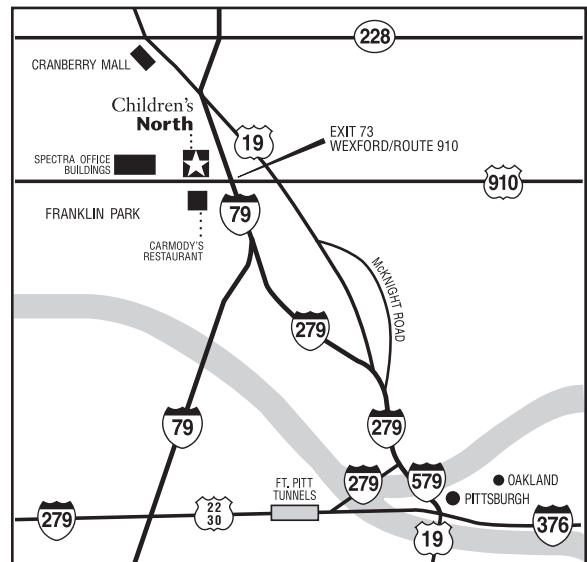 228
CRANBERRY MALL
Children's
North
19
EXIT 73
WEXFORD/ROUTE 910
SPECTRA OFFICE
BUILDINGS
910
FRANKLIN PARK
79
CARMODY'S
RESTAURANT
McKNIGHT ROAD
279
79
279
279
579
FT. PITT
TUNNELS
OAKLAND
PITTSBURGH
279
22
30
19
376